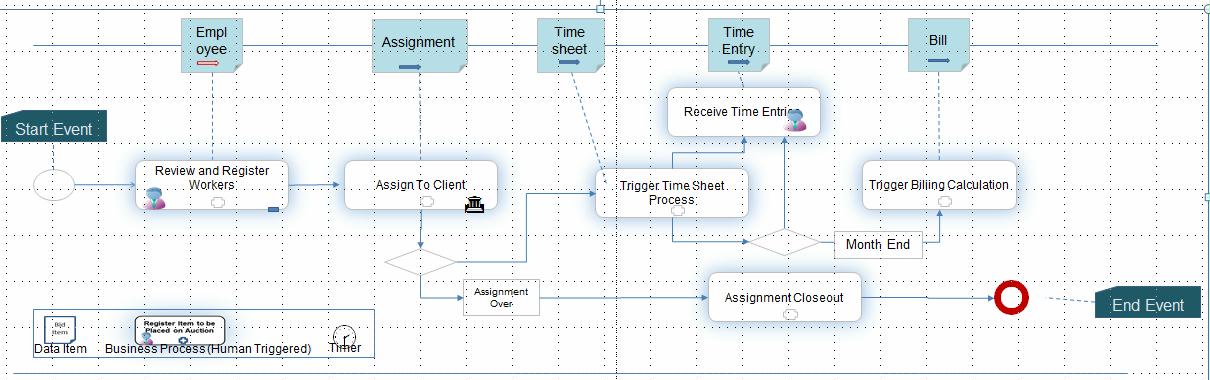 Empl
oyee
Assignment
Time
sheet
Time
Entry
Bill
Start Event
Receive Time Entries
Review and Register
Workers
Assign To Client
Trigger Time Sheet
Process
Trigger Billing Calculation
Month End
Assignment
Over
Assignment Closeout
End Event
Bid
Item
Data Item
Register Item to be
Placed on Auction
Business Process (Human Triggered)
Timer